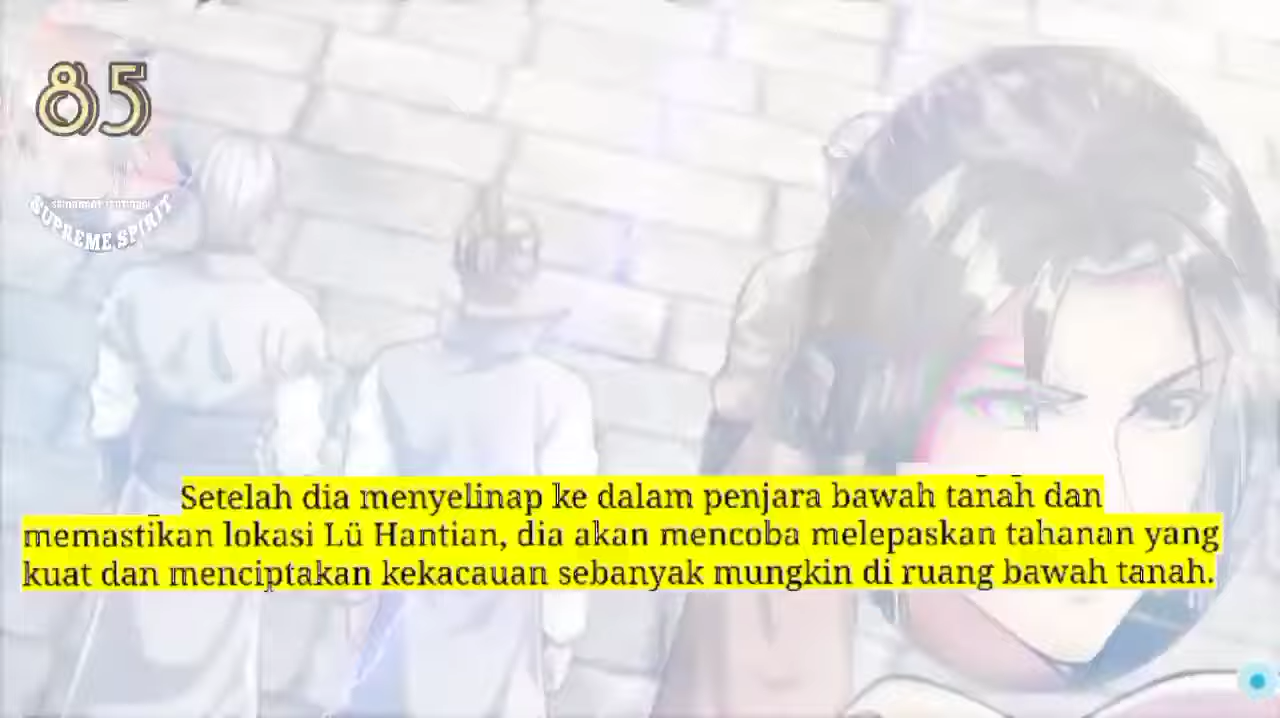 85
SUPREME SPIRIT
Setelah dia menyelinap ke dalam penjara bawah tanah dan
memastikan lokasi Lü Hantian, dia akan mencoba melepaskan tahanan yang
kuat dan menciptakan kekacauan sebanyak mungkin di ruang bawah tanah.